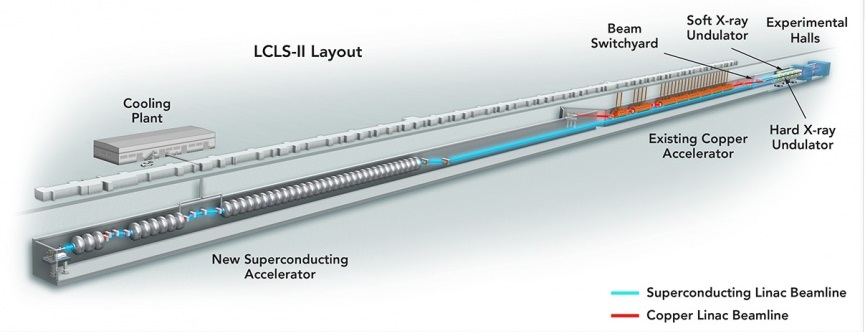 LCLS-II Layout
Cooling
Plant
New Superconducting
Accelerator
Beam
Switchyard
Soft X-ray
Undulator
Experimental
Halls
Existing Copper
Accelerator
Hard X-ray
Undulator
Superconducting Linac Beamline
Copper Linac Beamline